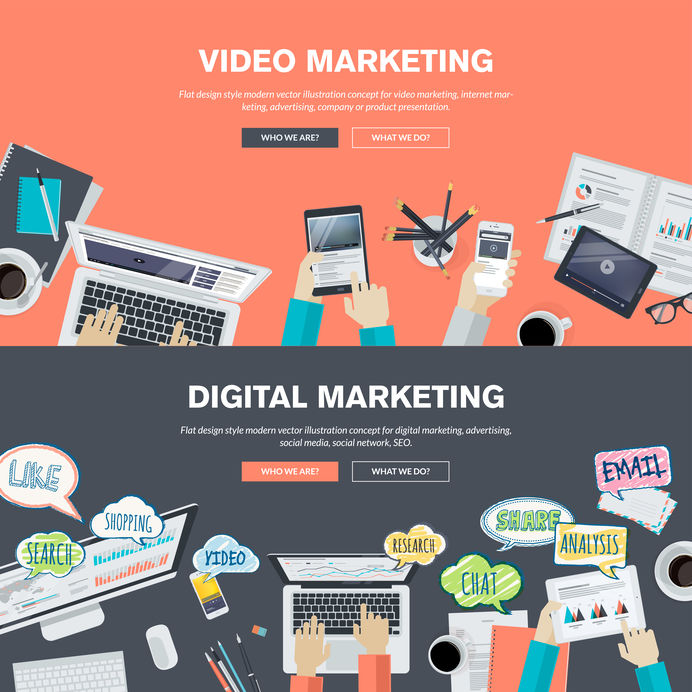 VIDEO MARKETING
Flat design style modern vector illustration concept for video marketing, internet mar-
keting, advertising, company or product presentation.
WHO WE ARE?
WHAT WE DO?
DIGITAL MARKETING
Flat design style modern vector illustration concept for digital marketing, advertising,
social media, social network, SEO.
WHO WE ARE?
WHAT WE DO?
LIKE
SHOPPING
SEARCH
VIDEO
RESEARCH
CHAT
SHARE
ANALYSIS
EMAIL